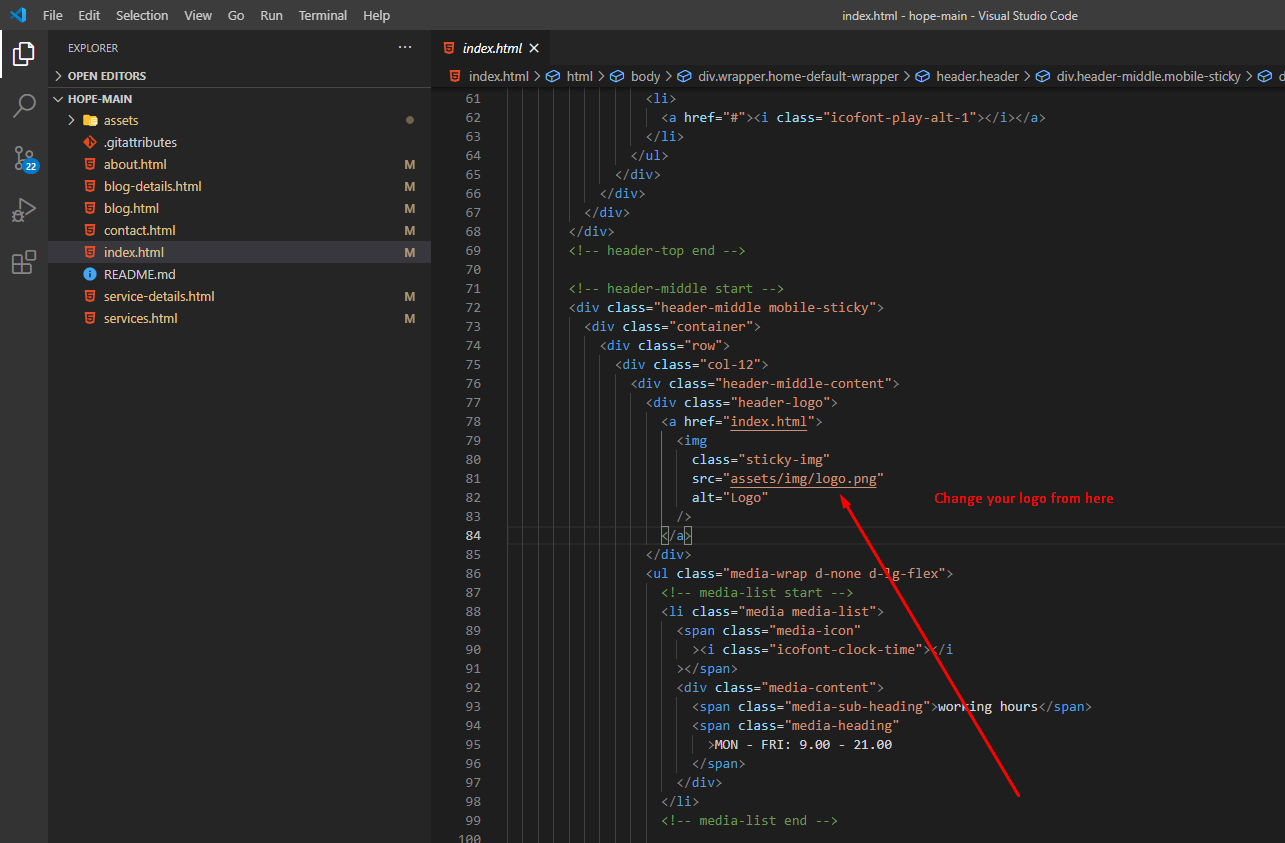 File Edit Selection View Go Run Terminal Help
index.html - hope-main - Visual Studio Code
EXPLORER ···
OPEN EDITORS
HOPE-MAIN
assets
.gitattributes
about.html M
blog-details.html M
blog.html M
contact.html M
index.html M
README.md
service-details.html M
services.html M
22
index.html
index.html > html > body > div.wrapper.home-default-wrapper > header.header > div.header-middle.mobile-sticky > d
61 <li>
62 <a href="#"><i class="icofont-play-alt-1"></i></a>
63 </li>
64 </ul>
65 </div>
66 </div>
67 </div>
68 </div>
69 <!-- header-top end -->
70
71 <!-- header-middle start -->
72 <div class="header-middle mobile-sticky">
73 <div class="container">
74 <div class="row">
75 <div class="col-12">
76 <div class="header-middle-content">
77 <div class="header-logo">
78 <a href="index.html">
79 <img
80 class="sticky-img"
81 src="assets/img/logo.png"
82 alt="Logo"
Change your logo from here
83 />
84 </a>
85 </div>
86 <ul class="media-wrap d-none d-lg-flex">
87 <!-- media-list start -->
88 <li class="media media-list">
89 <span class="media-icon"
90 ><i class="icofont-clock-time"></i
91 ></span>
92 <div class="media-content">
93 <span class="media-sub-heading">working hours</span>
94 <span class="media-heading"
95 >MON - FRI: 9.00 - 21.00
96 </span>
97 </div>
98 </li>
99 <!-- media-list end -->
100